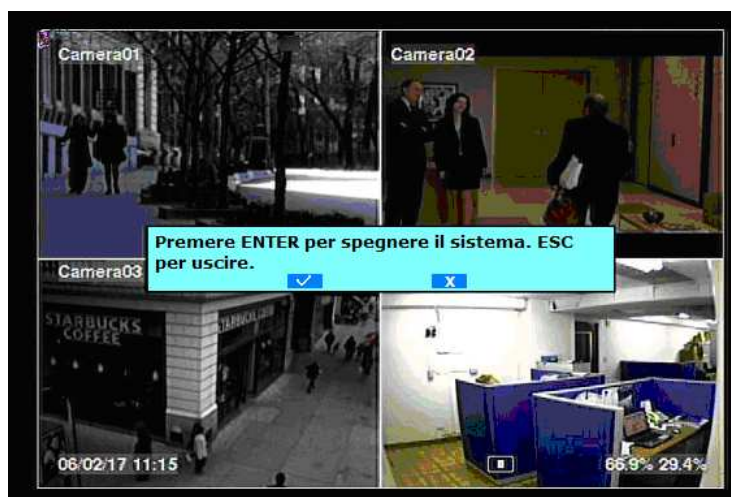 Camera01
Camera02
Premere ENTER per spegnere il sistema. ESC
per uscire.
X
Camera03
STARBUCKS
COFFEE
STARBUCKS
06/02/17 11:15
66.9% 29.4%